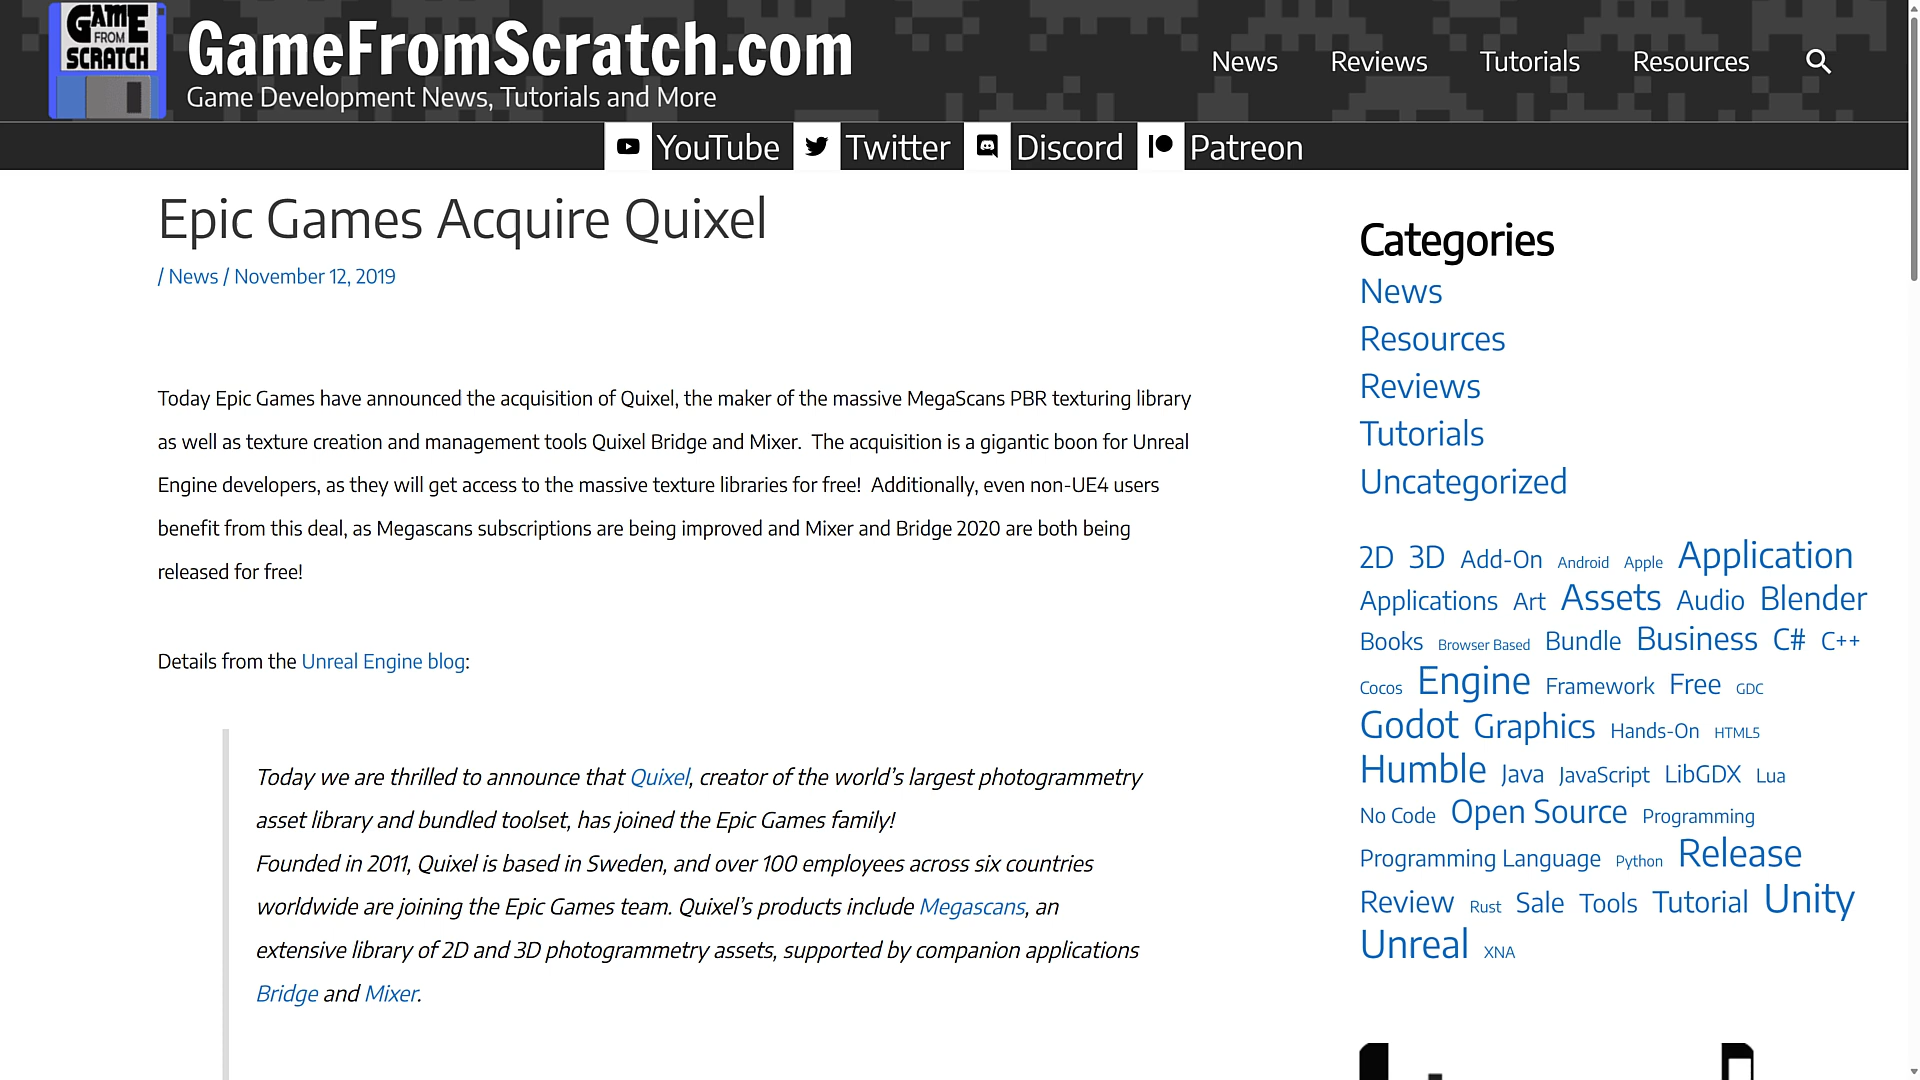 GAME
FROM
SCRATCH
GameFromScratch.com
Game Development News, Tutorials and More
News Reviews Tutorials Resources
YouTube Twitter Discord Patreon
Epic Games Acquire Quixel
/ News / November 12, 2019
Today Epic Games have announced the acquisition of Quixel, the maker of the massive MegaScans PBR texturing library
as well as texture creation and management tools Quixel Bridge and Mixer.  The acquisition is a gigantic boon for Unreal
Engine developers, as they will get access to the massive texture libraries for free!  Additionally, even non-UE4 users
benefit from this deal, as Megascans subscriptions are being improved and Mixer and Bridge 2020 are both being
released for free!
Details from the Unreal Engine blog:
Today we are thrilled to announce that Quixel, creator of the world’s largest photogrammetry
asset library and bundled toolset, has joined the Epic Games family!
Founded in 2011, Quixel is based in Sweden, and over 100 employees across six countries
worldwide are joining the Epic Games team. Quixel’s products include Megascans, an
extensive library of 2D and 3D photogrammetry assets, supported by companion applications
Bridge and Mixer.
Categories
News
Resources
Reviews
Tutorials
Uncategorized
2D 3D Add-On Android Apple Application
Applications Art Assets Audio Blender
Books Browser Based Bundle Business C# C++
Cocos Engine Framework Free GDC
Godot Graphics Hands-On HTML5
Humble Java JavaScript LibGDX Lua
No Code Open Source Programming
Programming Language Python Release
Review Rust Sale Tools Tutorial Unity
Unreal XNA